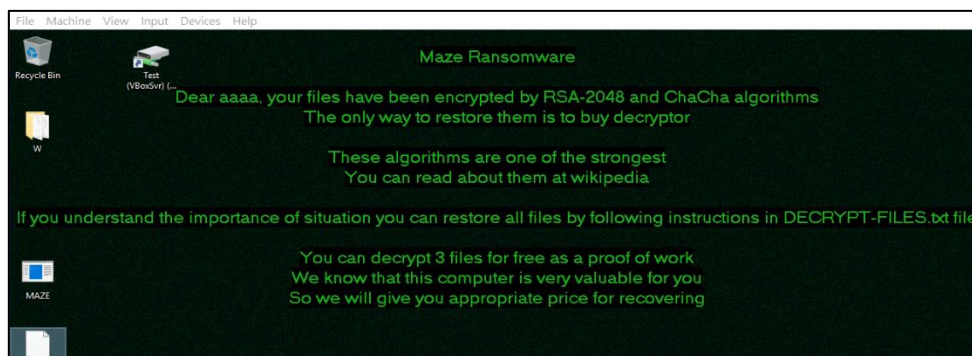 File Machine View Input Devices Help
Recycle Bin
Test
(VBoxSvr) (...
W
MAZE
Maze Ransomware
Dear aaaa, your files have been encrypted by RSA-2048 and ChaCha algorithms
The only way to restore them is to buy decryptor
These algorithms are one of the strongest
You can read about them at wikipedia
If you understand the importance of situation you can restore all files by following instructions in DECRYPT-FILES.txt file
You can decrypt 3 files for free as a proof of work
We know that this computer is very valuable for you
So we will give you appropriate price for recovering